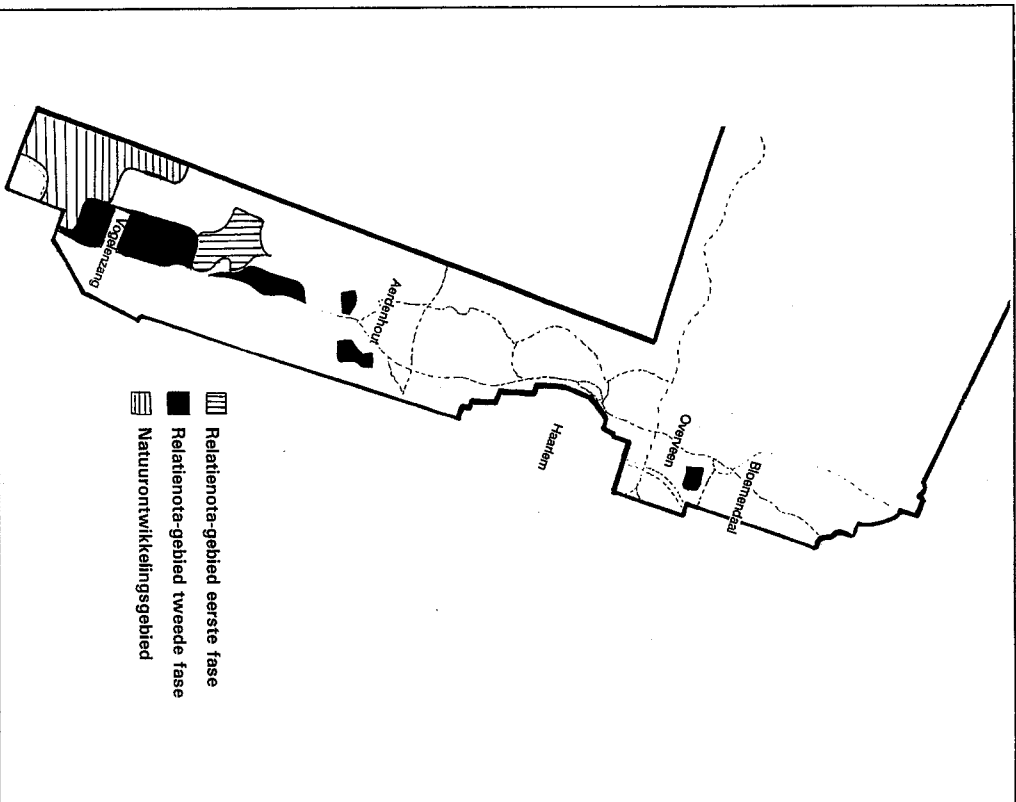 Bloemendaal
Overveen
Haarlem
Aerdenhout
Vogelenzang
Relatienota-gebied eerste fase
Relatienota-gebied tweede fase
Natuurontwikkelingsgebied